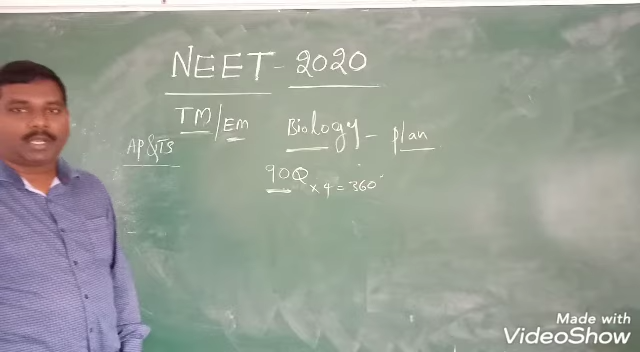 NEET - 2020
TM/EM Biology - plan
AP&TS
90Q x 4 = 360
Made with
VideoShow